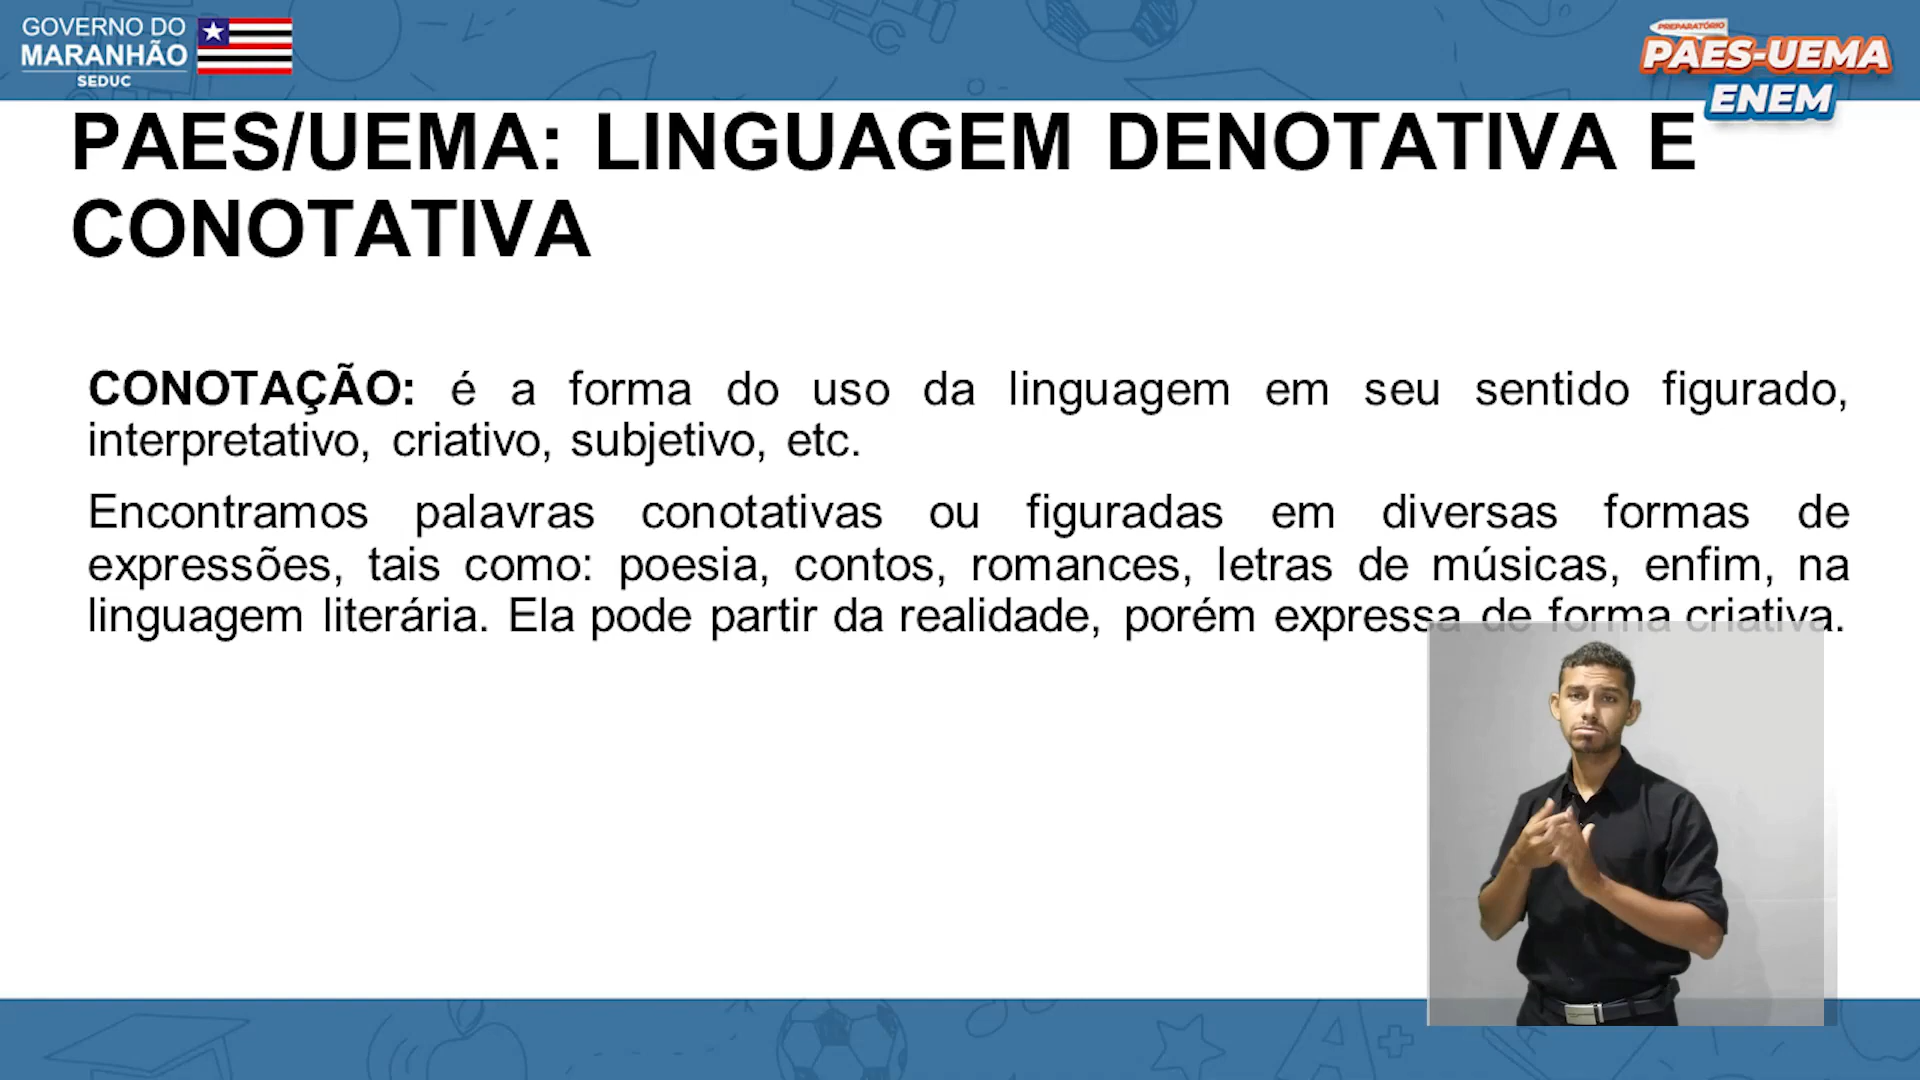 GOVERNO DO
MARANHÃO
SEDUC
PREPARATÓRIO
PAES-UEMA
ENEM
PAES/UEMA: LINGUAGEM DENOTATIVA E
CONOTATIVA
CONOTAÇÃO: é a forma do uso da linguagem em seu sentido figurado,
interpretativo, criativo, subjetivo, etc.
Encontramos palavras conotativas ou figuradas em diversas formas de
expressões, tais como: poesia, contos, romances, letras de músicas, enfim, na
linguagem literária. Ela pode partir da realidade, porém expressa de forma criativa.
A+